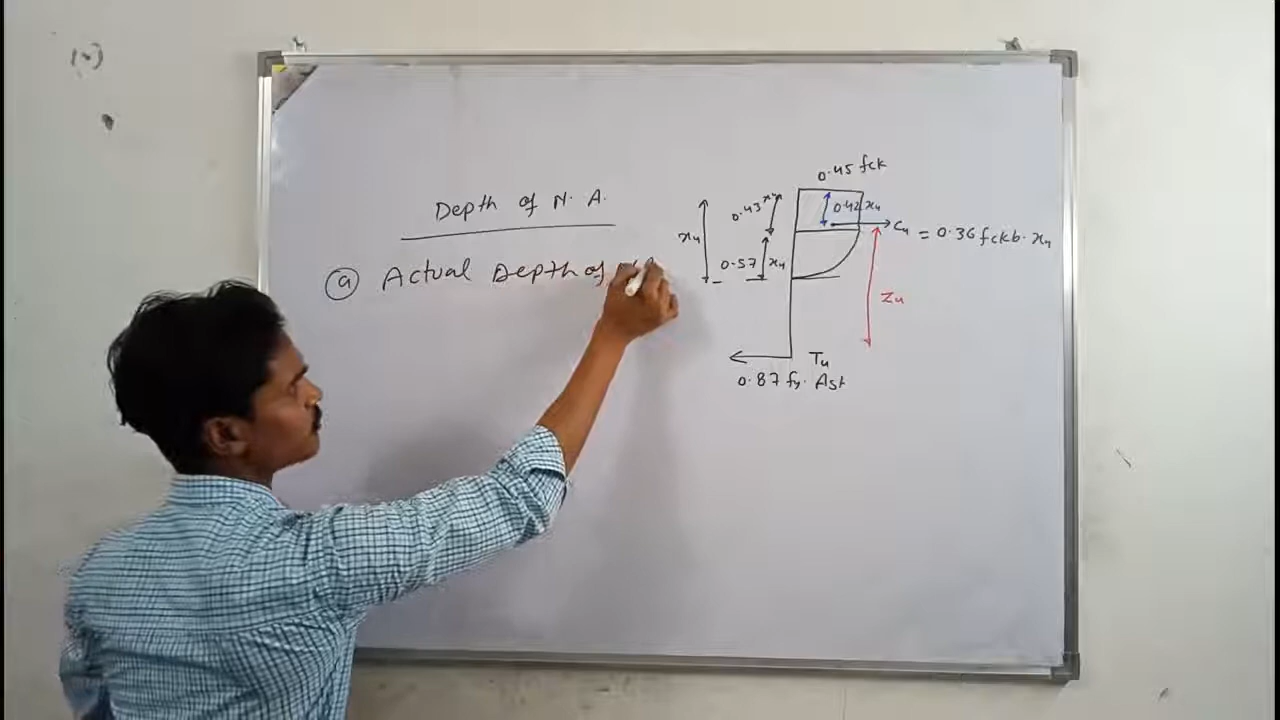 (x)
Depth of N.A.
(a) Actual Depth of
0.45 fck
0.43 xu
0.42 xu
xu
Cu = 0.36 fck b. xu
0.57 xu
Zu
Tu
0.87 fy. Ast